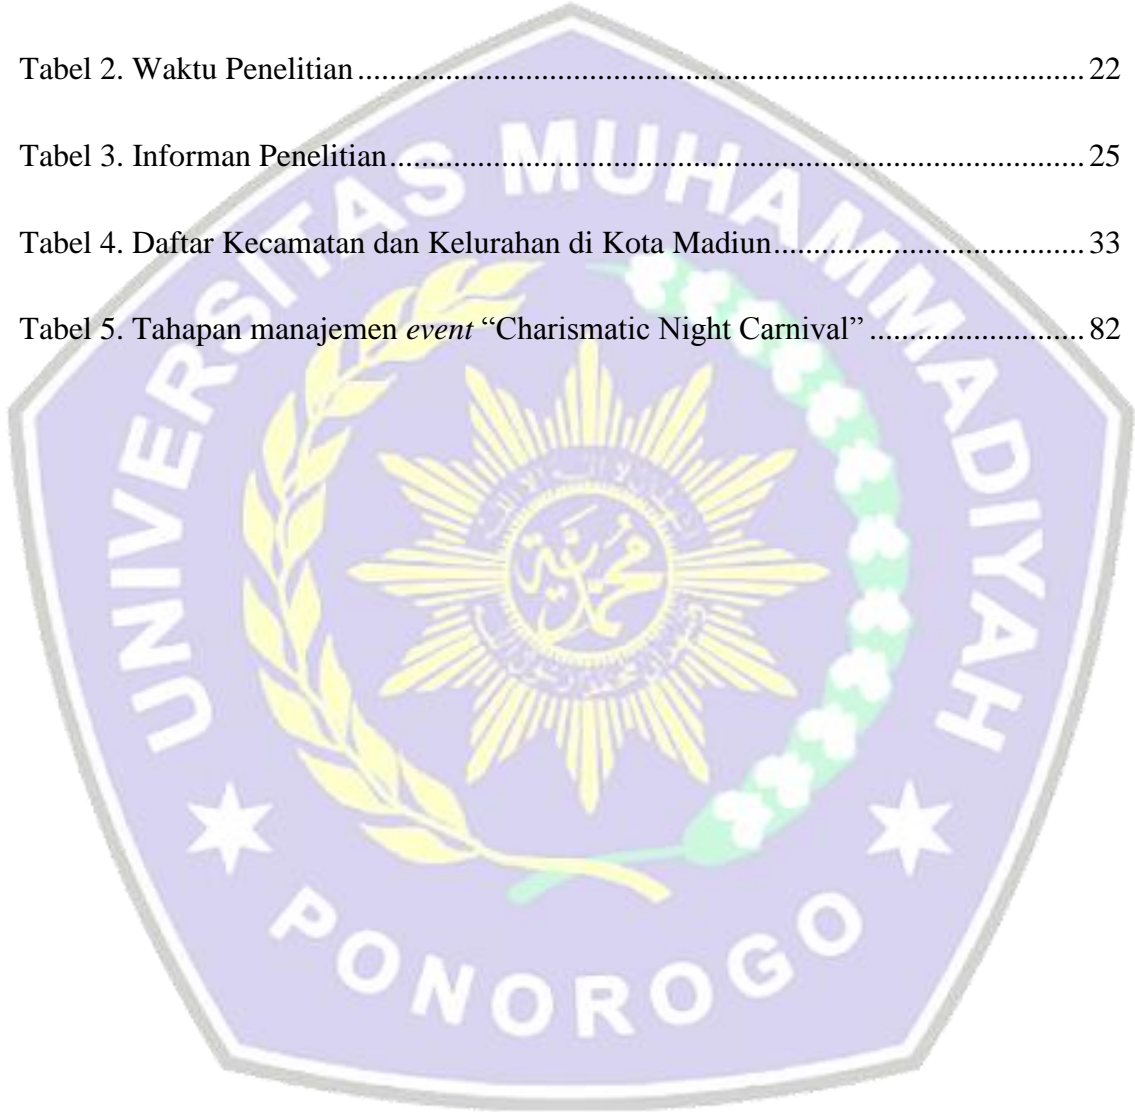 Tabel 2. Waktu Penelitian ........................................................................................... 22
Tabel 3. Informan Penelitian ....................................................................................... 25
Tabel 4. Daftar Kecamatan dan Kelurahan di Kota Madiun ....................................... 33
Tabel 5. Tahapan manajemen event “Charismatic Night Carnival” ........................... 82
UNIVERSITAS MUHAMMADIYAH
PONOROGO
محمدية